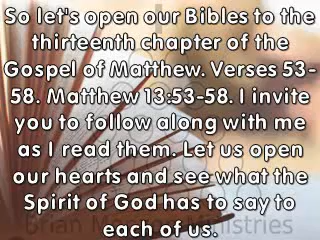 So let's open our Bibles to the
thirteenth chapter of the
Gospel of Matthew. Verses 53-
58. Matthew 13:53-58. I invite
you to follow along with me
as I read them. Let us open
our hearts and see what the
Spirit of God has to say to
each of us.
Brian Ministries